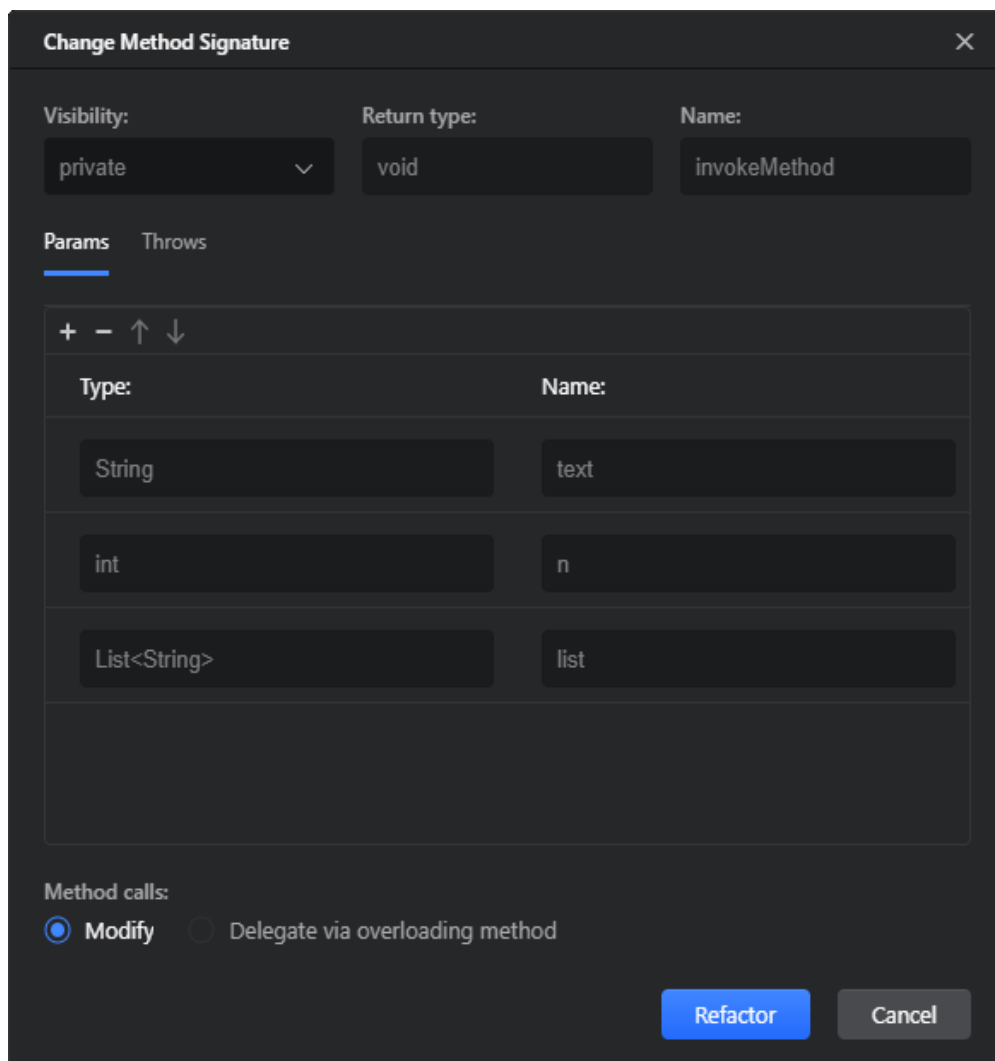 Change Method Signature
Visibility: Return type: Name:
private void invokeMethod
Params Throws
Type: Name:
String text
int n
List<String> list
Method calls:
Modify Delegate via overloading method
Refactor Cancel